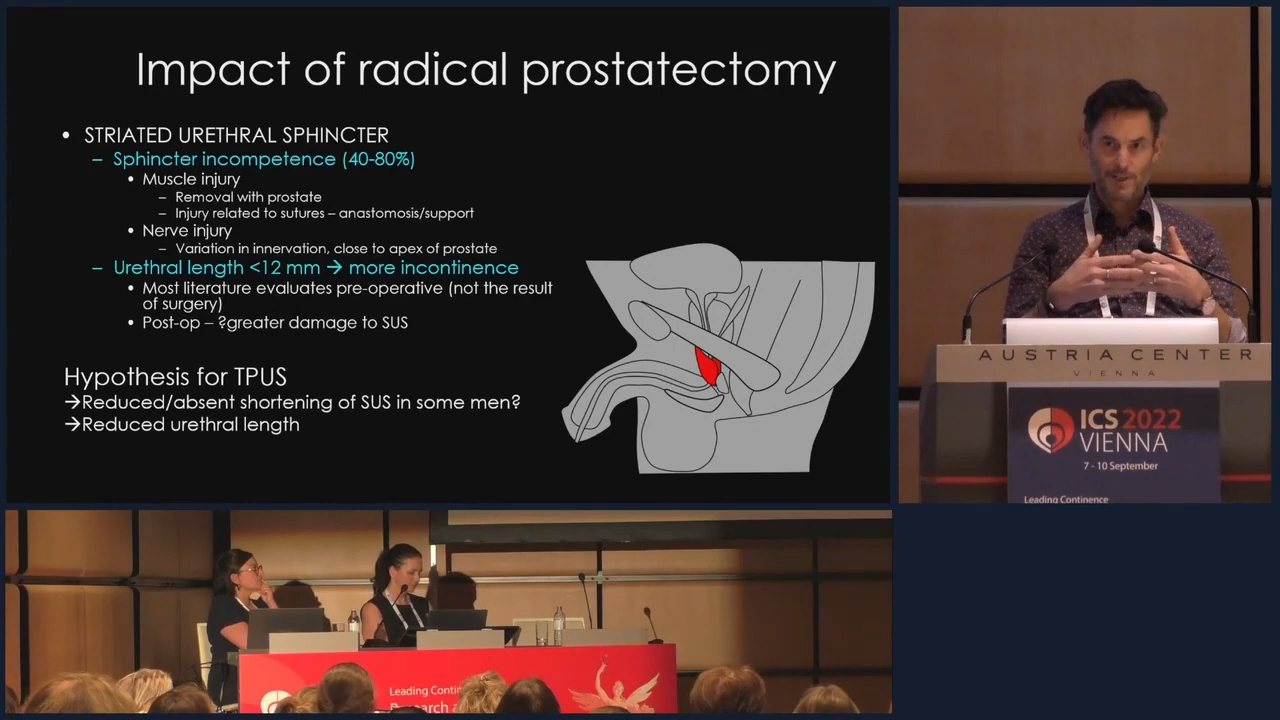 Impact of radical prostatectomy
• STRIATED URETHRAL SPHINCTER
– Sphincter incompetence (40-80%)
• Muscle injury
– Removal with prostate
– Injury related to sutures – anastomosis/support
• Nerve injury
– Variation in innervation, close to apex of prostate
– Urethral length <12 mm → more incontinence
• Most literature evaluates pre-operative (not the result
of surgery)
• Post-op – ?greater damage to SUS
Hypothesis for TPUS
→Reduced/absent shortening of SUS in some men?
→Reduced urethral length
AUSTRIA CENTER
VIENNA
ICS 2022
VIENNA
7 - 10 September
Leading Continence
Leading